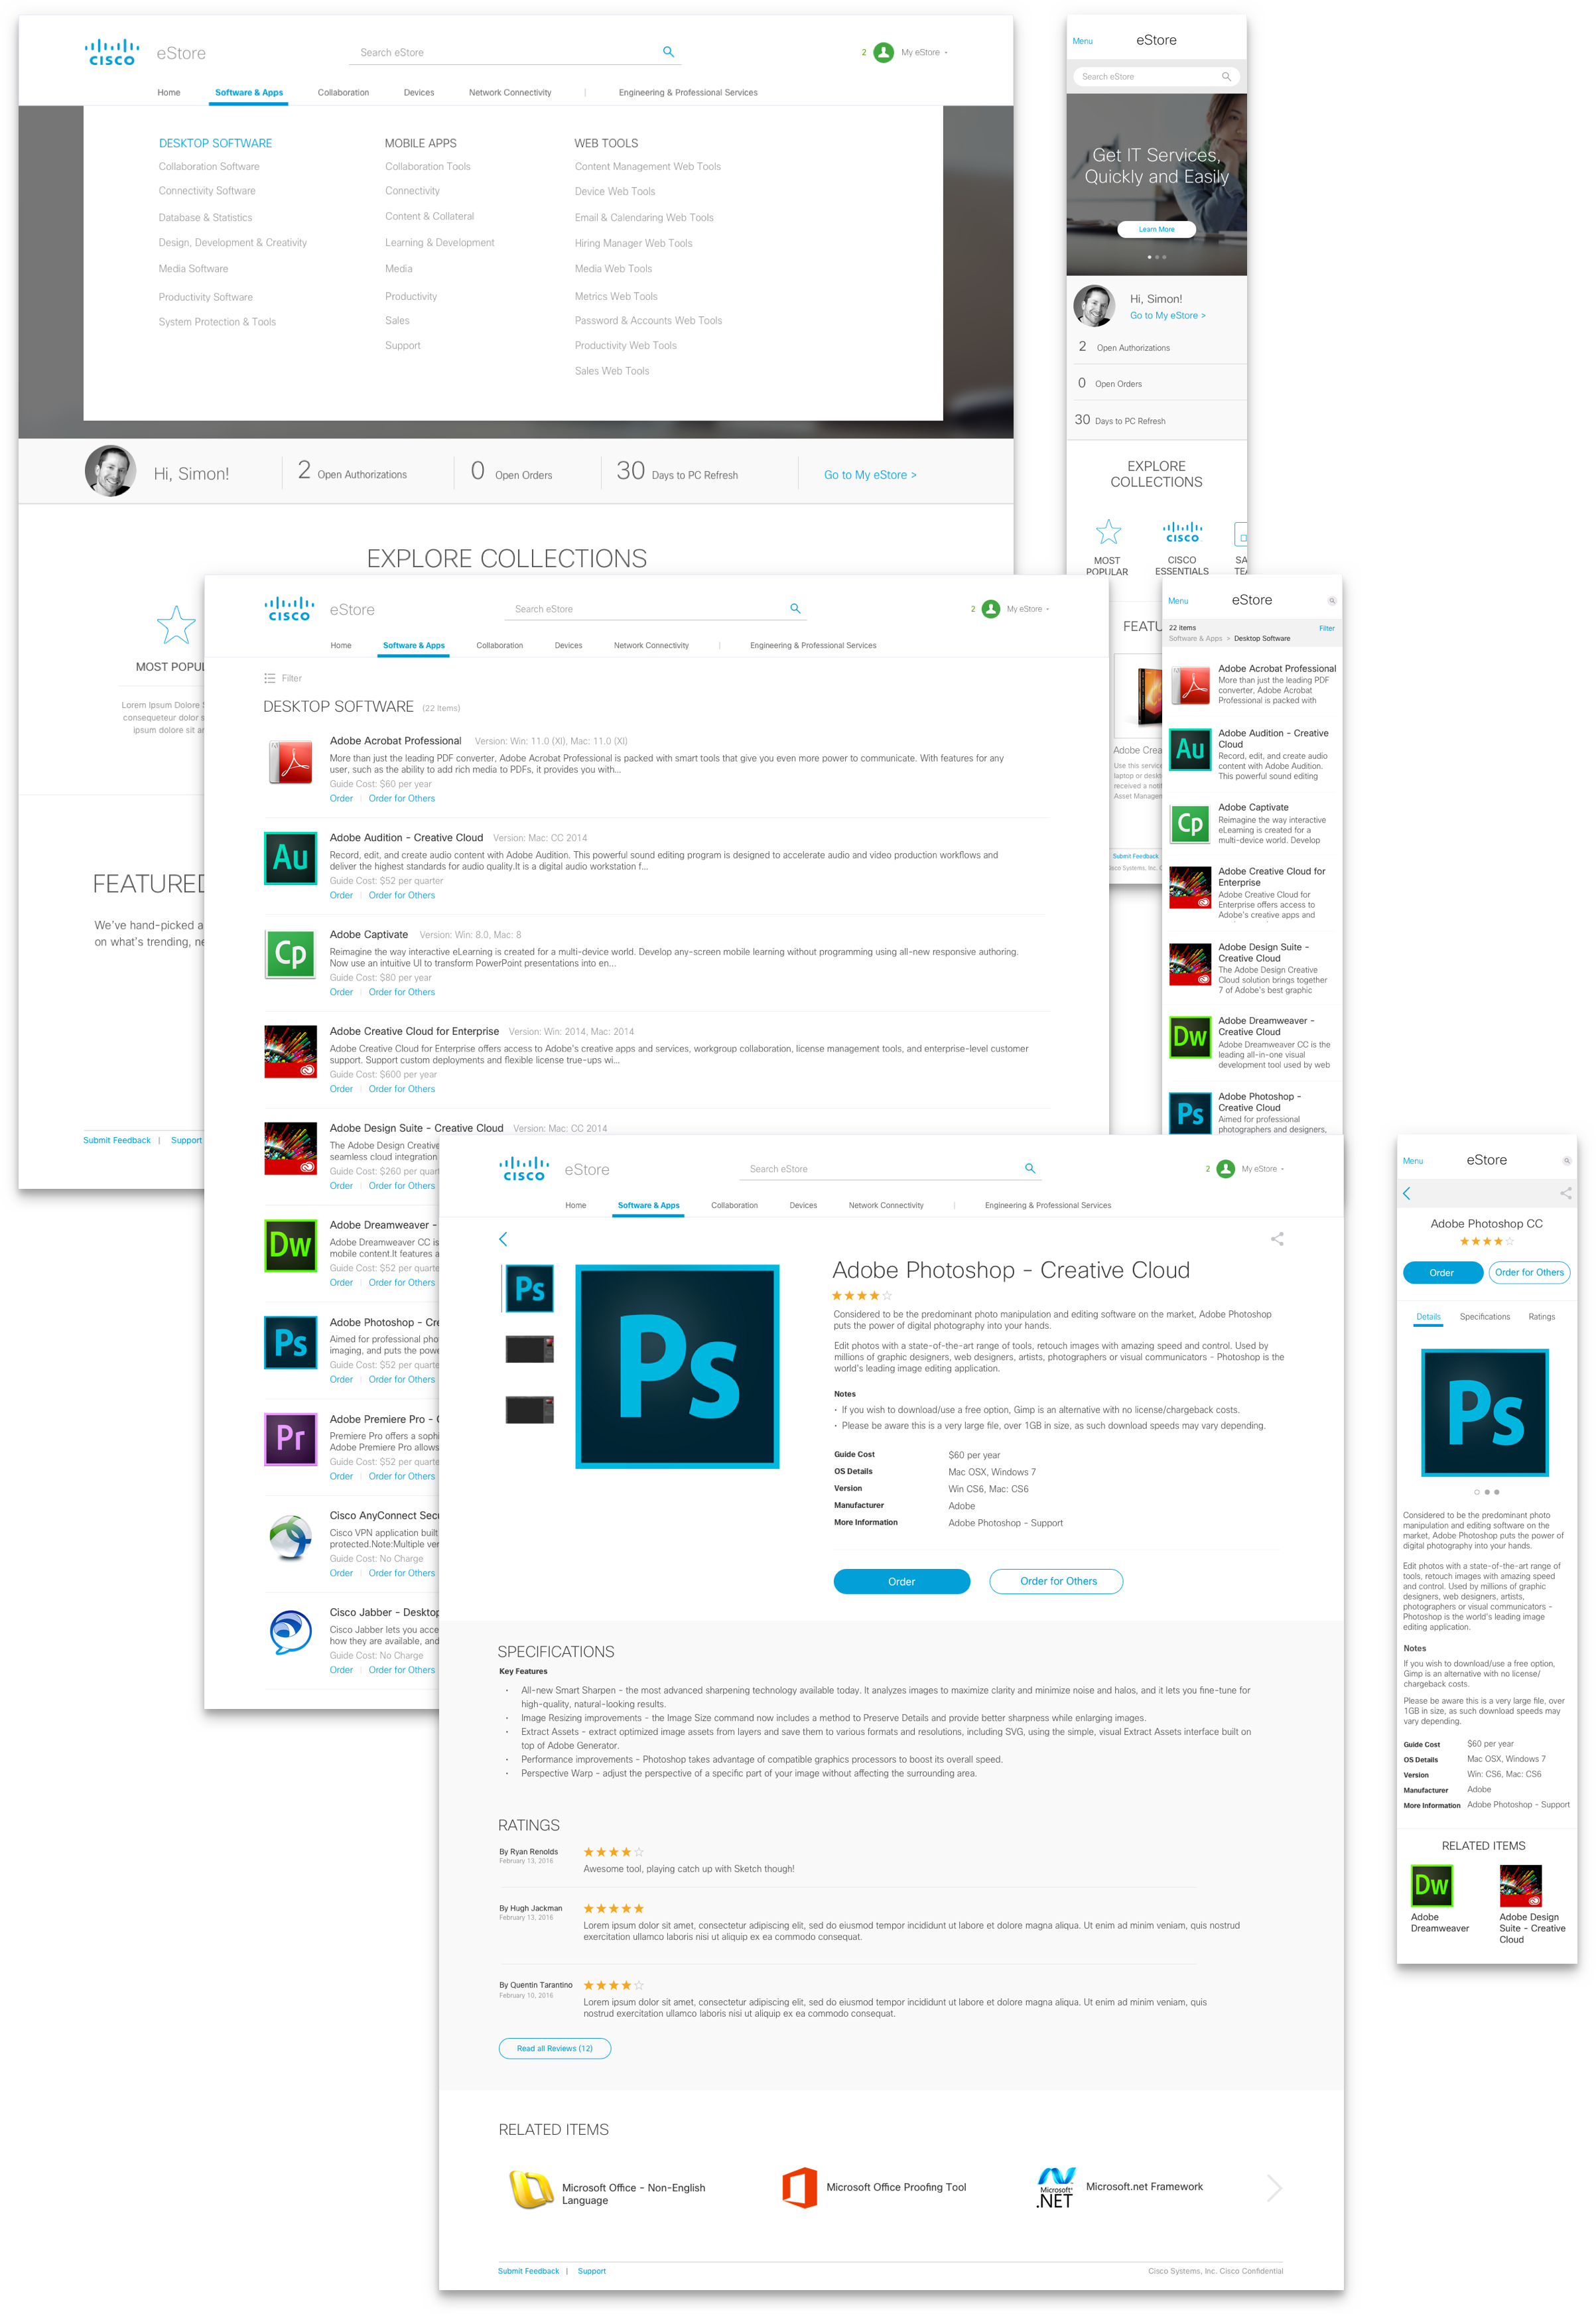 CISCO
eStore
Search eStore
2
My eStore
Home
Software & Apps
Collaboration
Devices
Network Connectivity
|
Engineering & Professional Services
DESKTOP SOFTWARE
Collaboration Software
Connectivity Software
Database & Statistics
Design, Development & Creativity
Media Software
Productivity Software
System Protection & Tools
MOBILE APPS
Collaboration Tools
Connectivity
Content & Collateral
Learning & Development
Media
Productivity
Sales
Support
WEB TOOLS
Content Management Web Tools
Device Web Tools
Email & Calendaring Web Tools
Hiring Manager Web Tools
Media Web Tools
Metrics Web Tools
Password & Accounts Web Tools
Productivity Web Tools
Sales Web Tools
Hi, Simon!
2 Open Authorizations
0 Open Orders
30 Days to PC Refresh
Go to My eStore >
EXPLORE COLLECTIONS
MOST POPUL
Lorem Ipsum Dolore
consequeteur dolor s
ipsum dolore sit a
FEATURED
We've hand-picked a
on what's trending, ne
Submit Feedback | Support
Menu
eStore
Search eStore
Get IT Services,
Quickly and Easily
Learn More
Hi, Simon!
Go to My eStore >
2 Open Authorizations
0 Open Orders
30 Days to PC Refresh
EXPLORE
COLLECTIONS
MOST
POPULAR
CISCO
CISCO
ESSENTIALS
SA
TEA
FEATU
Adobe Crea
Use this service
laptop or deskt
received a noti
Asset Managem
Submit Feedback
CISCO
eStore
Search eStore
2
My eStore
Home
Software & Apps
Collaboration
Devices
Network Connectivity
|
Engineering & Professional Services
Filter
DESKTOP SOFTWARE (22 Items)
Adobe Acrobat Professional Version: Win: 11.0 (XI), Mac: 11.0 (XI)
More than just the leading PDF converter, Adobe Acrobat Professional is packed with smart tools that give you even more power to communicate. With features for any
user, such as the ability to add rich media to PDFs, it provides you with...
Guide Cost: $60 per year
Order | Order for Others
Au
Adobe Audition - Creative Cloud Version: Mac: CC 2014
Record, edit, and create audio content with Adobe Audition. This powerful sound editing program is designed to accelerate audio and video production workflows and
deliver the highest standards for audio quality.It is a digital audio workstation f...
Guide Cost: $52 per quarter
Order | Order for Others
Cp
Adobe Captivate Version: Win: 8.0, Mac: 8
Reimagine the way interactive eLearning is created for a multi-device world. Develop any-screen mobile learning without programming using all-new responsive authoring.
Now use an intuitive UI to transform PowerPoint presentations into en...
Guide Cost: $80 per year
Order | Order for Others
Adobe Creative Cloud for Enterprise Version: Win: 2014, Mac: 2014
Adobe Creative Cloud for Enterprise offers access to Adobe's creative apps and services, workgroup collaboration, license management tools, and enterprise-level customer
support. Support custom deployments and flexible license true-ups wi...
Guide Cost: $600 per year
Order | Order for Others
Adobe Design Suite - Creative Cloud Version: Mac: CC 2014
The Adobe Design Creative
seamless cloud integration
Guide Cost: $260 per quart
Order | Order for Others
Dw
Adobe Dreamweaver -
Adobe Dreamweaver CC is
mobile content.It features a
Guide Cost: $52 per quarte
Order | Order for Others
Ps
Adobe Photoshop - Cre
Aimed for professional pho
imaging, and puts the powe
Guide Cost: $52 per quarte
Order | Order for Others
Pr
Adobe Premiere Pro - C
Premiere Pro offers a sophi
Adobe Premiere Pro allows
Guide Cost: $52 per quarte
Order | Order for Others
Cisco AnyConnect Secu
Cisco VPN application built
protected.Note:Multiple ver
Guide Cost: No Charge
Order | Order for Others
Cisco Jabber - Desktop
Cisco Jabber lets you acce
how they are available, and
Guide Cost: No Charge
Order | Order for Others
Menu
eStore
22 Items
Filter
Software & Apps > Desktop Software
Adobe Acrobat Professional
More than just the leading PDF
converter, Adobe Acrobat
Professional is packed with
Au
Adobe Audition - Creative
Cloud
Record, edit, and create audio
content with Adobe Audition.
This powerful sound editing
Cp
Adobe Captivate
Reimagine the way interactive
eLearning is created for a
multi-device world. Develop
Adobe Creative Cloud for
Enterprise
Adobe Creative Cloud for
Enterprise offers access to
Adobe's creative apps and
Adobe Design Suite -
Creative Cloud
The Adobe Design Creative
Cloud solution brings together
7 of Adobe's best graphic
Dw
Adobe Dreamweaver -
Creative Cloud
Adobe Dreamweaver CC is the
leading all-in-one visual
development tool used by web
Ps
Adobe Photoshop -
Creative Cloud
Aimed for professional
photographers and designers,
CISCO
eStore
Search eStore
2
My eStore
Home
Software & Apps
Collaboration
Devices
Network Connectivity
|
Engineering & Professional Services
Ps
Ps
Adobe Photoshop - Creative Cloud
Considered to be the predominant photo manipulation and editing software on the market, Adobe Photoshop
puts the power of digital photography into your hands.
Edit photos with a state-of-the-art range of tools, retouch images with amazing speed and control. Used by
millions of graphic designers, web designers, artists, photographers or visual communicators - Photoshop is the
world's leading image editing application.
Notes
• If you wish to download/use a free option, Gimp is an alternative with no license/chargeback costs.
• Please be aware this is a very large file, over 1GB in size, as such download speeds may vary depending.
Guide Cost $60 per year
OS Details Mac OSX, Windows 7
Version Win CS6, Mac: CS6
Manufacturer Adobe
More Information Adobe Photoshop - Support
Order
Order for Others
SPECIFICATIONS
Key Features
• All-new Smart Sharpen - the most advanced sharpening technology available today. It analyzes images to maximize clarity and minimize noise and halos, and it lets you fine-tune for
high-quality, natural-looking results.
• Image Resizing improvements - the Image Size command now includes a method to Preserve Details and provide better sharpness while enlarging images.
• Extract Assets - extract optimized image assets from layers and save them to various formats and resolutions, including SVG, using the simple, visual Extract Assets interface built on
top of Adobe Generator.
• Performance improvements - Photoshop takes advantage of compatible graphics processors to boost its overall speed.
• Perspective Warp - adjust the perspective of a specific part of your image without affecting the surrounding area.
RATINGS
By Ryan Renolds
February 13, 2016
Awesome tool, playing catch up with Sketch though!
By Hugh Jackman
February 13, 2016
Lorem ipsum dolor sit amet, consectetur adipiscing elit, sed do eiusmod tempor incididunt ut labore et dolore magna aliqua. Ut enim ad minim veniam, quis nostrud
exercitation ullamco laboris nisi ut aliquip ex ea commodo consequat.
By Quentin Tarantino
February 10, 2016
Lorem ipsum dolor sit amet, consectetur adipiscing elit, sed do eiusmod tempor incididunt ut labore et dolore magna aliqua. Ut enim ad minim veniam, quis
nostrud exercitation ullamco laboris nisi ut aliquip ex ea commodo consequat.
Read all Reviews (12)
RELATED ITEMS
Microsoft Office - Non-English
Language
Microsoft Office Proofing Tool
Microsoft
.NET
Microsoft.net Framework
Submit Feedback | Support
Cisco Systems, Inc. Cisco Confidential
Menu
eStore
Adobe Photoshop CC
Order
Order for Others
Details
Specifications
Ratings
Ps
Considered to be the predominant photo
manipulation and editing software on the
market, Adobe Photoshop puts the power of
digital photography into your hands.
Edit photos with a state-of-the-art range of
tools, retouch images with amazing speed
and control. Used by millions of graphic
designers, web designers, artists,
photographers or visual communicators -
Photoshop is the world's leading image
editing application.
Notes
If you wish to download/use a free option,
Gimp is an alternative with no license/
chargeback costs.
Please be aware this is a very large file, over
1GB in size, as such download speeds may
vary depending.
Guide Cost $60 per year
OS Details Mac OSX, Windows 7
Version Win: CS6, Mac: CS6
Manufacturer Adobe
More Information Adobe Photoshop - Support
RELATED ITEMS
Dw
Adobe
Dreamweaver
Adobe Design
Suite - Creative
Cloud